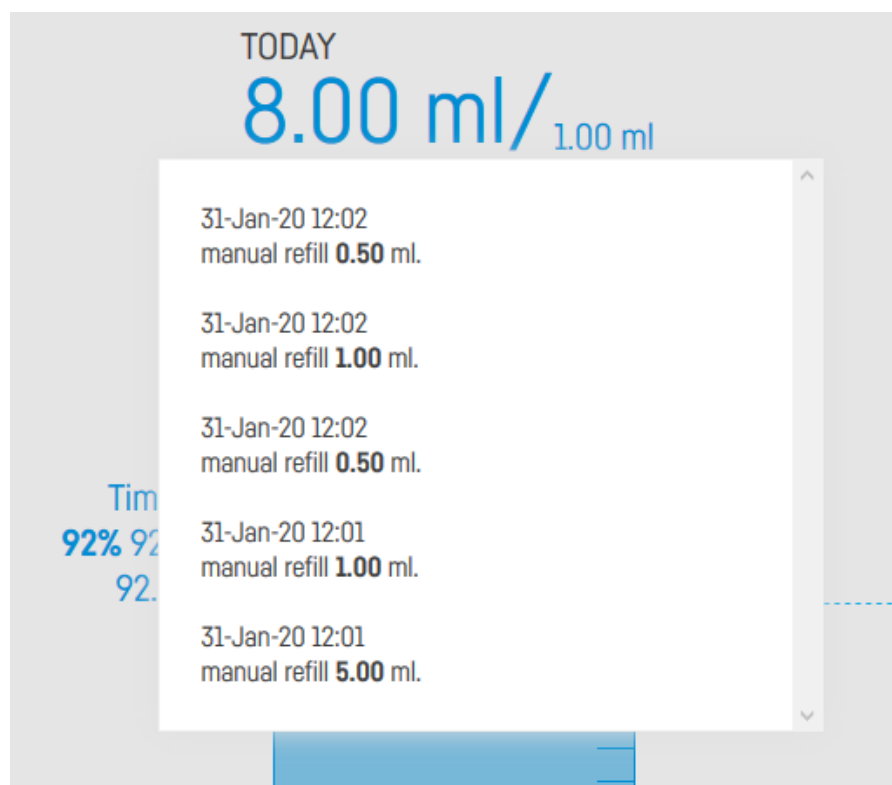 TODAY
8.00 ml/1.00 ml
31-Jan-20 12:02
manual refill 0.50 ml.
31-Jan-20 12:02
manual refill 1.00 ml.
31-Jan-20 12:02
manual refill 0.50 ml.
31-Jan-20 12:01
manual refill 1.00 ml.
31-Jan-20 12:01
manual refill 5.00 ml.
Tim
92% 92
92.